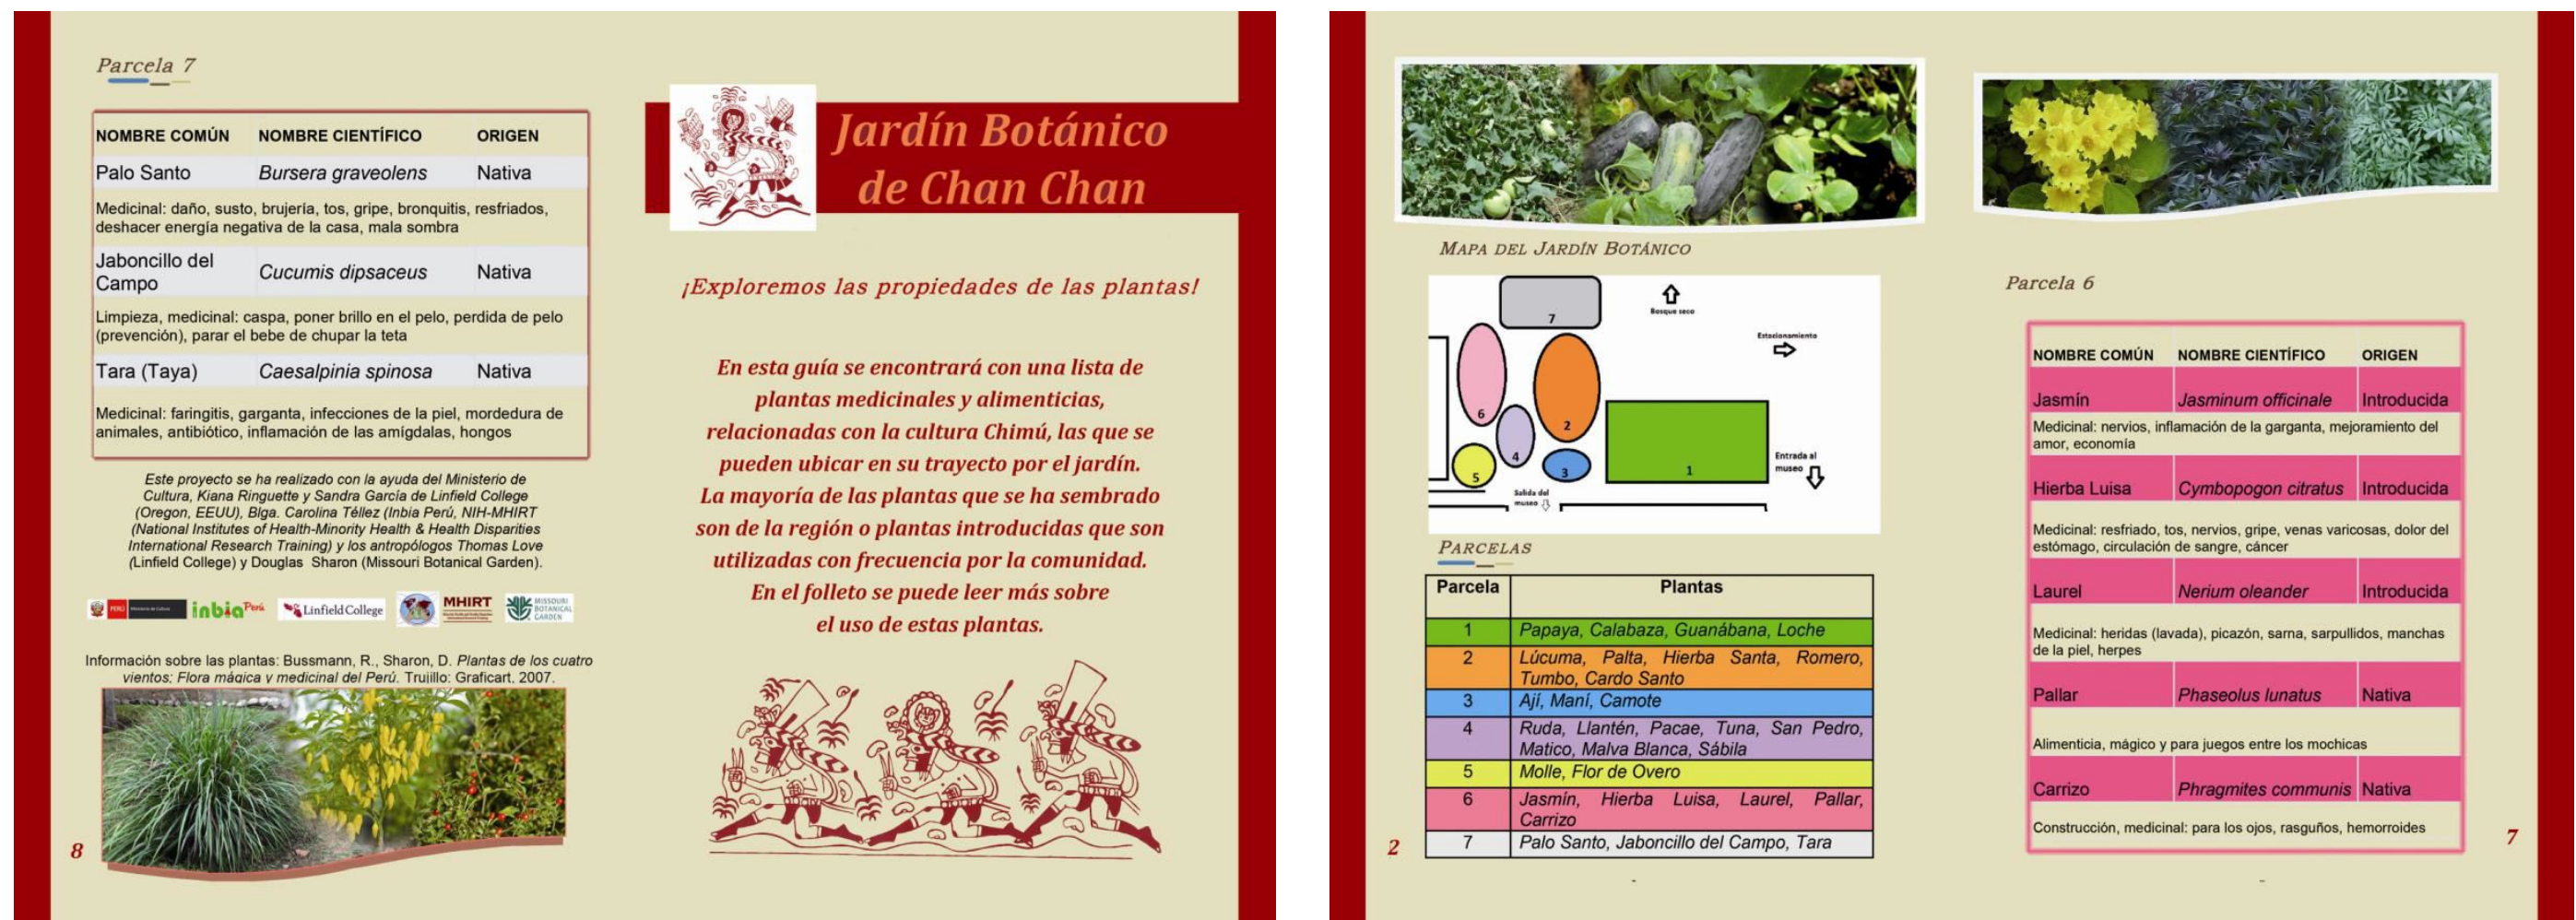 Parcela 7
NOMBRE COMÚN NOMBRE CIENTÍFICO ORIGEN
Palo Santo Bursera graveolens Nativa
Medicinal: daño, susto, brujería, tos, gripe, bronquitis, resfriados,
deshacer energía negativa de la casa, mala sombra
Jaboncillo del
Campo Cucumis dipsaceus Nativa
Limpieza, medicinal: caspa, poner brillo en el pelo, perdida de pelo
(prevención), parar el bebe de chupar la teta
Tara (Taya) Caesalpinia spinosa Nativa
Medicinal: faringitis, garganta, infecciones de la piel, mordedura de
animales, antibiótico, inflamación de las amígdalas, hongos
Este proyecto se ha realizado con la ayuda del Ministerio de
Cultura, Kiana Ringuette y Sandra García de Linfield College
(Oregon, EEUU), Blga. Carolina Téllez (Inbia Perú, NIH-MHIRT
(National Institutes of Health-Minority Health & Health Disparities
International Research Training) y los antropólogos Thomas Love
(Linfield College) y Douglas Sharon (Missouri Botanical Garden).
PERÚ Ministerio de Cultura
inbia Perú
Linfield College
MHIRT
MISSOURI
BOTANICAL
GARDEN
Información sobre las plantas: Bussmann, R., Sharon, D. Plantas de los cuatro
vientos: Flora mágica y medicinal del Perú. Trujillo: Graficart, 2007.
8
Jardín Botánico
de Chan Chan
¡Exploremos las propiedades de las plantas!
En esta guía se encontrará con una lista de
plantas medicinales y alimenticias,
relacionadas con la cultura Chimú, las que se
pueden ubicar en su trayecto por el jardín.
La mayoría de las plantas que se ha sembrado
son de la región o plantas introducidas que son
utilizadas con frecuencia por la comunidad.
En el folleto se puede leer más sobre
el uso de estas plantas.
MAPA DEL JARDÍN BOTÁNICO
7
Bosque seco
Estacionamiento
6
2
4
5
3
1
Entrada al
museo
Salida del
museo
PARCELAS
Parcela Plantas
1 Papaya, Calabaza, Guanábana, Loche
2 Lúcuma, Palta, Hierba Santa, Romero,
Tumbo, Cardo Santo
3 Ají, Maní, Camote
4 Ruda, Llantén, Pacae, Tuna, San Pedro,
Matico, Malva Blanca, Sábila
5 Molle, Flor de Overo
6 Jasmín, Hierba Luisa, Laurel, Pallar,
Carrizo
7 Palo Santo, Jaboncillo del Campo, Tara
2
Parcela 6
NOMBRE COMÚN NOMBRE CIENTÍFICO ORIGEN
Jasmín Jasminum officinale Introducida
Medicinal: nervios, inflamación de la garganta, mejoramiento del
amor, economía
Hierba Luisa Cymbopogon citratus Introducida
Medicinal: resfriado, tos, nervios, gripe, venas varicosas, dolor del
estómago, circulación de sangre, cáncer
Laurel Nerium oleander Introducida
Medicinal: heridas (lavada), picazón, sarna, sarpullidos, manchas
de la piel, herpes
Pallar Phaseolus lunatus Nativa
Alimenticia, mágico y para juegos entre los mochicas
Carrizo Phragmites communis Nativa
Construcción, medicinal: para los ojos, rasguños, hemorroides
7